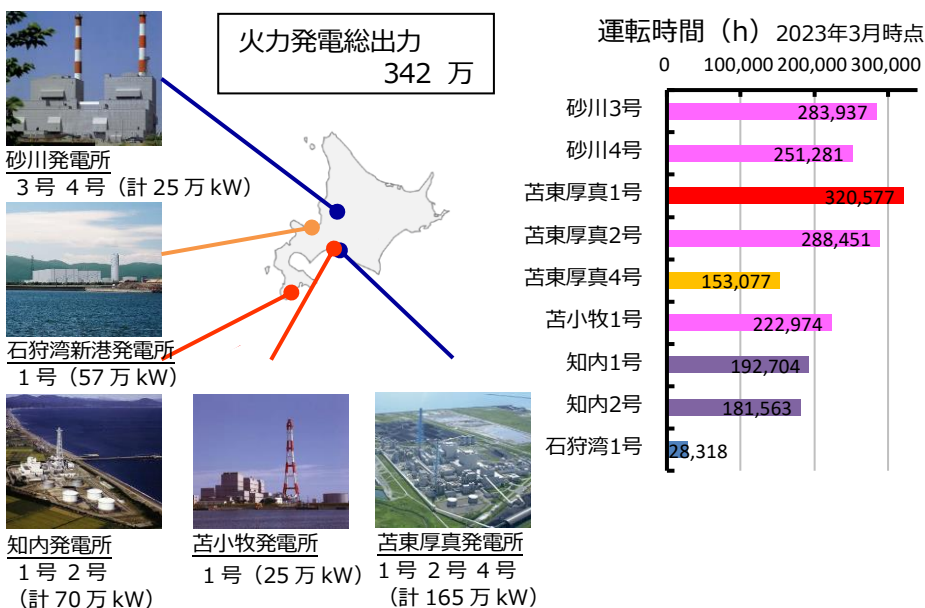 火力発電総出力
342 万
砂川発電所
3号 4号（計 25 万 kW）
石狩湾新港発電所
1号（57 万 kW）
知内発電所
1号 2号
（計 70 万 kW）
苫小牧発電所
1号（25 万 kW）
苫東厚真発電所
1号 2号 4号
（計 165 万 kW）
運転時間（h）2023年3月時点
0 100,000 200,000 300,000
砂川3号 283,937
砂川4号 251,281
苫東厚真1号 320,577
苫東厚真2号 288,451
苫東厚真4号 153,077
苫小牧1号 222,974
知内1号 192,704
知内2号 181,563
石狩湾1号 28,318